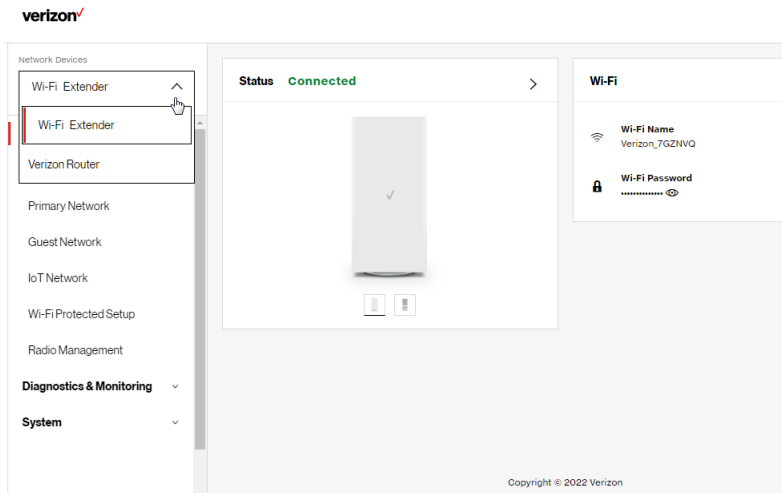 verizon
Network Devices
Wi-Fi Extender
Wi-Fi Extender
Verizon Router
Primary Network
Guest Network
IoT Network
Wi-Fi Protected Setup
Radio Management
Diagnostics & Monitoring
System
Status Connected
Wi-Fi
Wi-Fi Name
Verizon_7GZNVQ
Wi-Fi Password
••••••••••••••
Copyright © 2022 Verizon